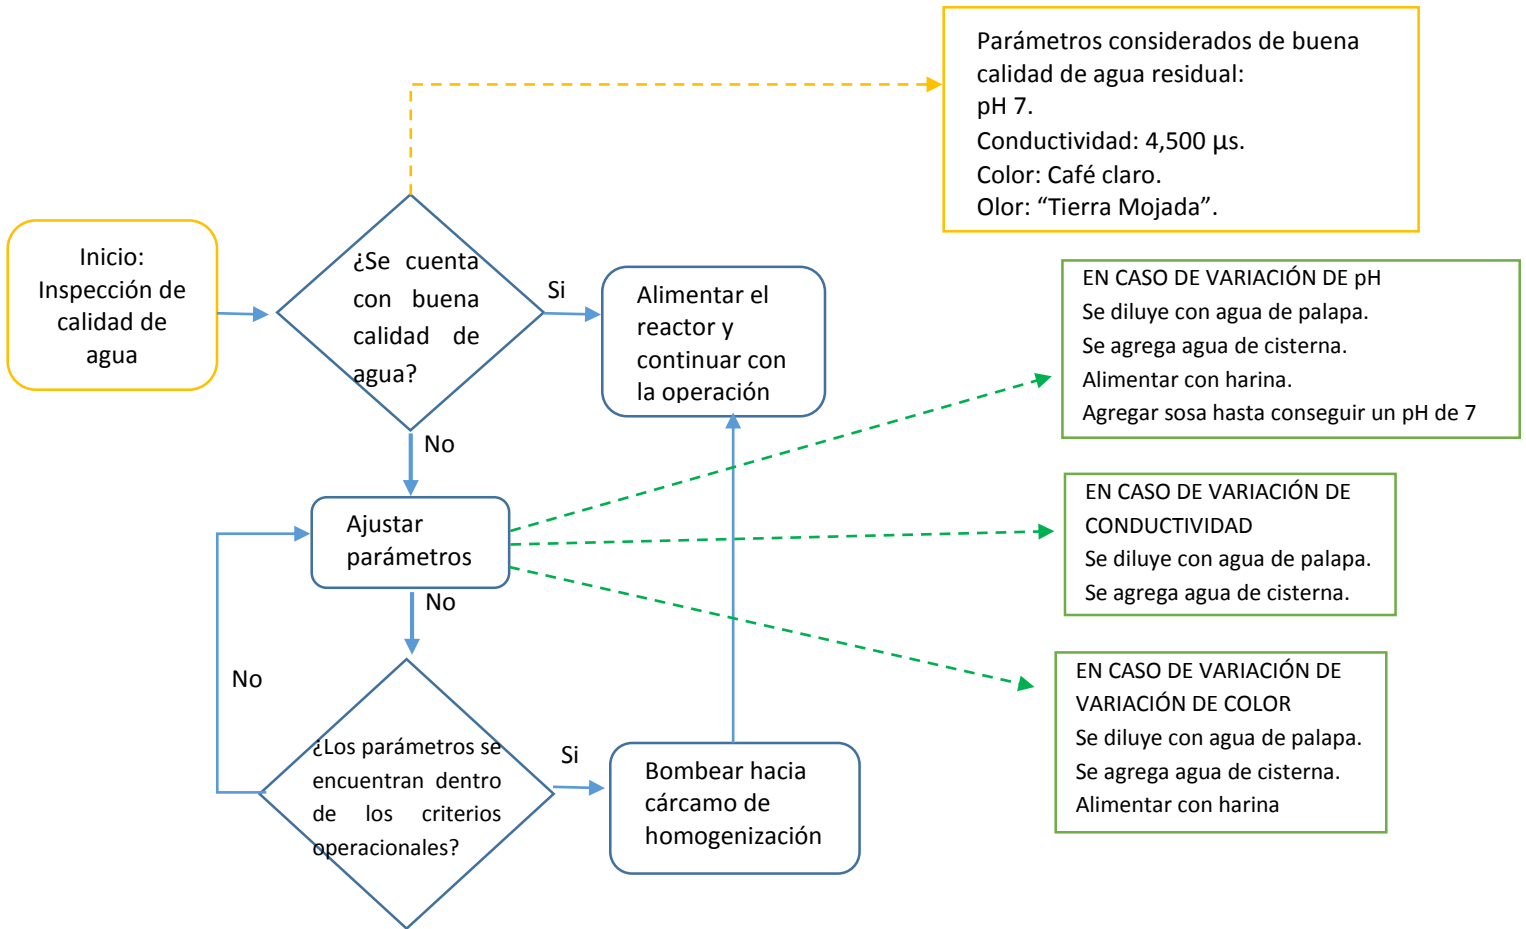 Parámetros considerados de buena
calidad de agua residual:
pH 7.
Conductividad: 4,500 µs.
Color: Café claro.
Olor: “Tierra Mojada”.
Inicio:
Inspección de
calidad de
agua
¿Se cuenta
con buena
calidad de
agua?
Si
Alimentar el
reactor y
continuar con
la operación
EN CASO DE VARIACIÓN DE pH
Se diluye con agua de palapa.
Se agrega agua de cisterna.
Alimentar con harina.
Agregar sosa hasta conseguir un pH de 7
No
Ajustar
parámetros
EN CASO DE VARIACIÓN DE
CONDUCTIVIDAD
Se diluye con agua de palapa.
Se agrega agua de cisterna.
No
No
¿Los parámetros se
encuentran dentro
de los criterios
operacionales?
Si
Bombear hacia
cárcamo de
homogenización
EN CASO DE VARIACIÓN DE
VARIACIÓN DE COLOR
Se diluye con agua de palapa.
Se agrega agua de cisterna.
Alimentar con harina